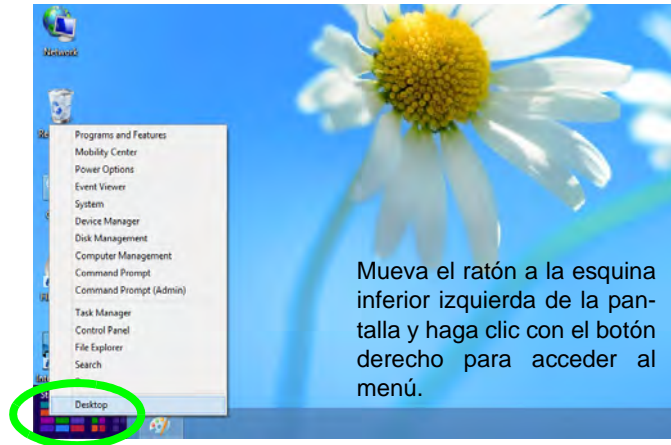 Network
Programs and Features
Mobility Center
Power Options
Event Viewer
System
Device Manager
Disk Management
Computer Management
Command Prompt
Command Prompt (Admin)
Task Manager
Control Panel
File Explorer
Search
Desktop
Mueva el ratón a la esquina
inferior izquierda de la pan-
talla y haga clic con el botón
derecho para acceder al
menú.